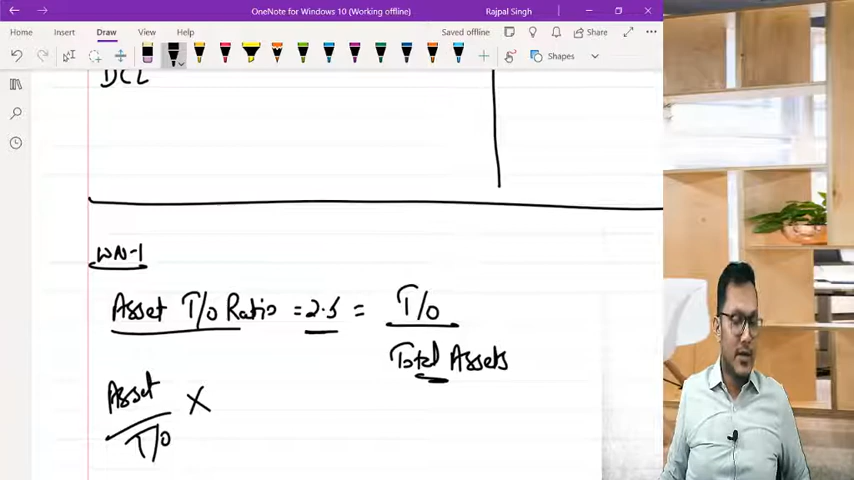 OneNote for Windows 10 (Working offline)
Rajpal Singh
Home Insert Draw View Help
Saved offline
Share
Shapes
DCL
WN-1
Asset T/O Ratio = 2.5 = T/O
Total Assets
Asset X
T/O